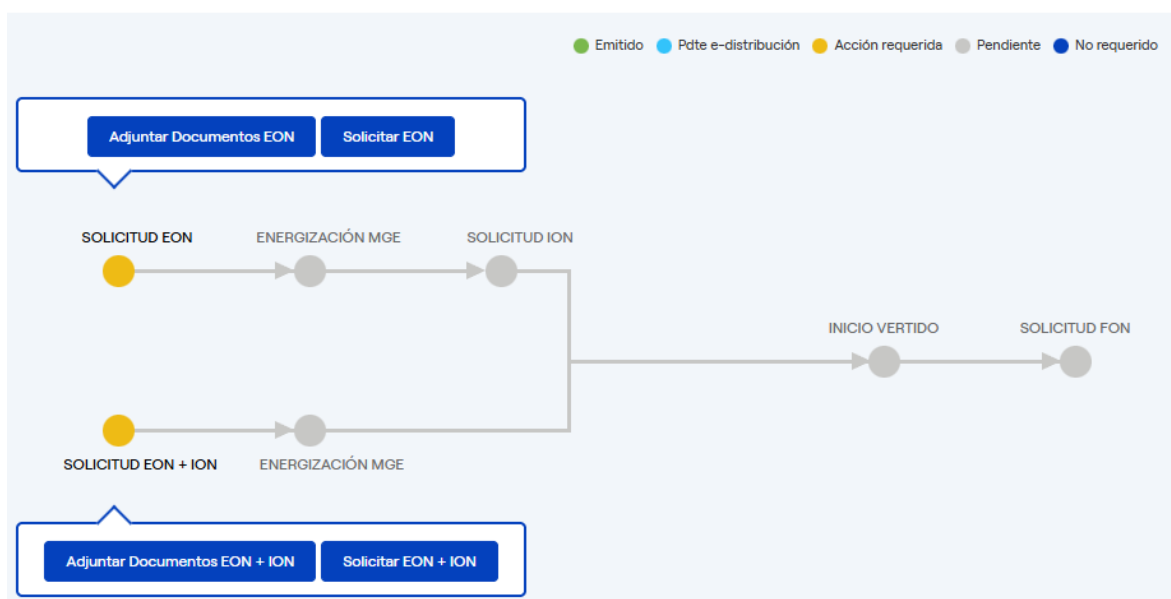 Emitido Pdte e-distribución Acción requerida Pendiente No requerido
Adjuntar Documentos EON Solicitar EON
SOLICITUD EON ENERGIZACIÓN MGE SOLICITUD ION
INICIO VERTIDO SOLICITUD FON
SOLICITUD EON + ION ENERGIZACIÓN MGE
Adjuntar Documentos EON + ION Solicitar EON + ION